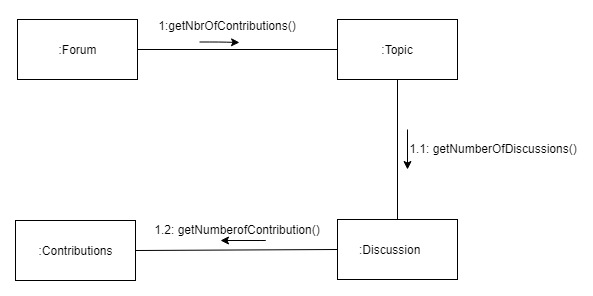 1:getNbrOfContributions()
:Forum
:Topic
1.1: getNumberOfDiscussions()
1.2: getNumberofContribution()
:Contributions
:Discussion